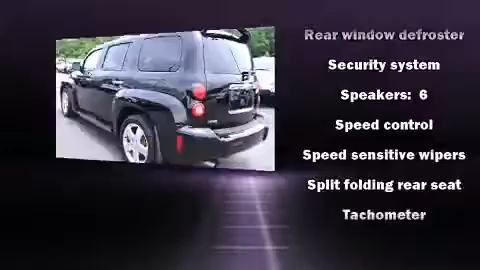 Rear window defroster
Security system
Speakers:  6
Speed control
Speed sensitive wipers
Split folding rear seat
Tachometer